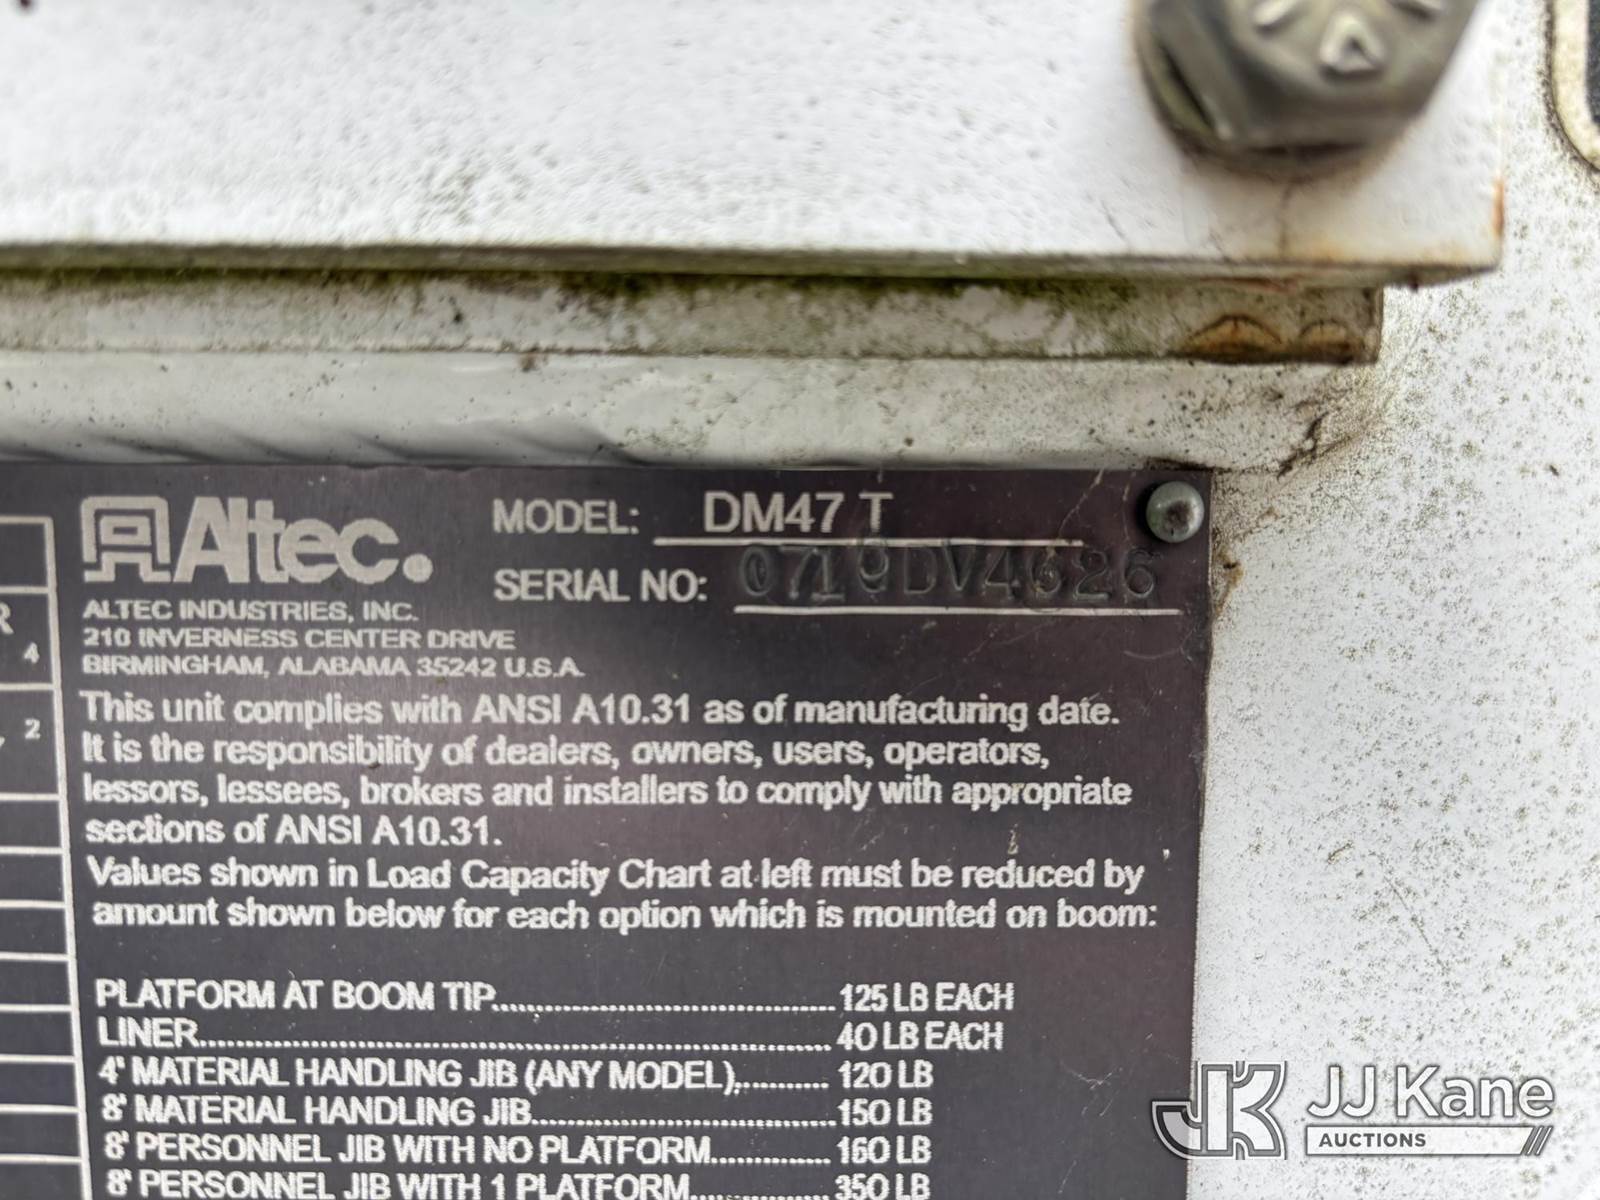 Altec.
MODEL: DM47 T
SERIAL NO: 0719DV4626
ALTEC INDUSTRIES, INC.
210 INVERNESS CENTER DRIVE
BIRMINGHAM, ALABAMA 35242 U.S.A.
R
4
2
This unit complies with ANSI A10.31 as of manufacturing date.
It is the responsibility of dealers, owners, users, operators,
lessors, lessees, brokers and installers to comply with appropriate
sections of ANSI A10.31.
Values shown in Load Capacity Chart at left must be reduced by
amount shown below for each option which is mounted on boom:
PLATFORM AT BOOM TIP..................................125 LB EACH
LINER...............................................................40 LB EACH
4' MATERIAL HANDLING JIB (ANY MODEL)...........120 LB
8' MATERIAL HANDLING JIB................................150 LB
8' PERSONNEL JIB WITH NO PLATFORM.............160 LB
8' PERSONNEL JIB WITH 1 PLATFORM...............350 LB
JK JJ Kane
AUCTIONS